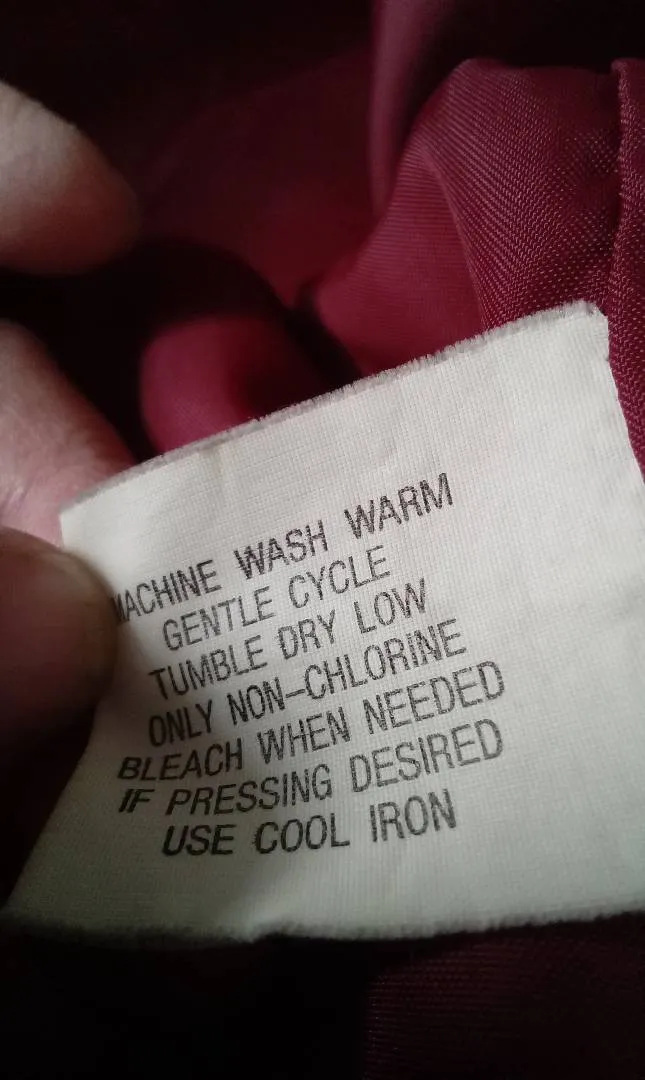 MACHINE WASH WARM
GENTLE CYCLE
TUMBLE DRY LOW
ONLY NON-CHLORINE
BLEACH WHEN NEEDED
IF PRESSING DESIRED
USE COOL IRON